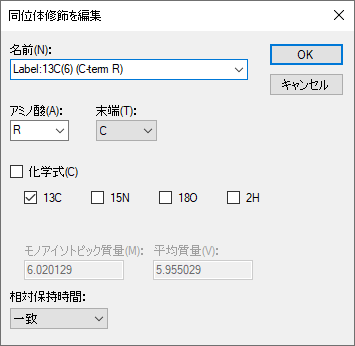 同位体修飾を編集
名前(N):
Label:13C(6) (C-term R)
OK
キャンセル
アミノ酸(A):
末端(T):
R
C
化学式(C)
13C
15N
18O
2H
モノアイソトピック質量(M):
平均質量(V):
6.020129
5.955029
相対保持時間:
一致